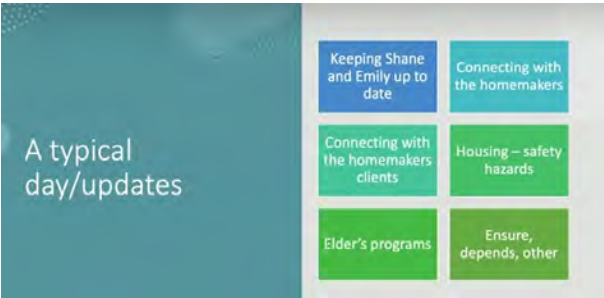 A typical
day/updates
Keeping Shane
and Emily up to
date
Connecting with
the homemakers
Connecting with
the homemakers
clients
Housing – safety
hazards
Elder's programs
Ensure,
depends, other